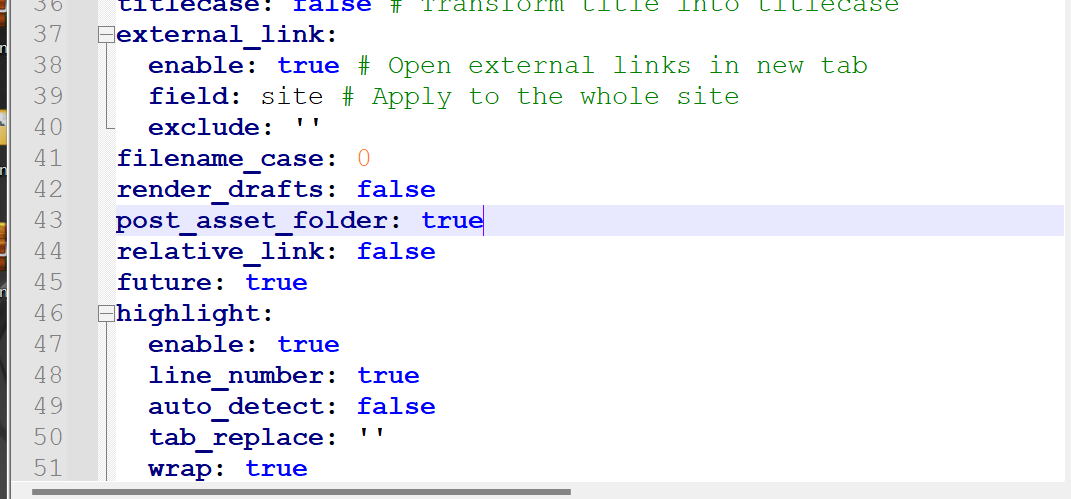 36 titlecase: false # Transform title into titlecase
37 external_link:
38 enable: true # Open external links in new tab
39 field: site # Apply to the whole site
40 exclude: ''
41 filename_case: 0
42 render_drafts: false
43 post_asset_folder: true
44 relative_link: false
45 future: true
46 highlight:
47 enable: true
48 line_number: true
49 auto_detect: false
50 tab_replace: ''
51 wrap: true